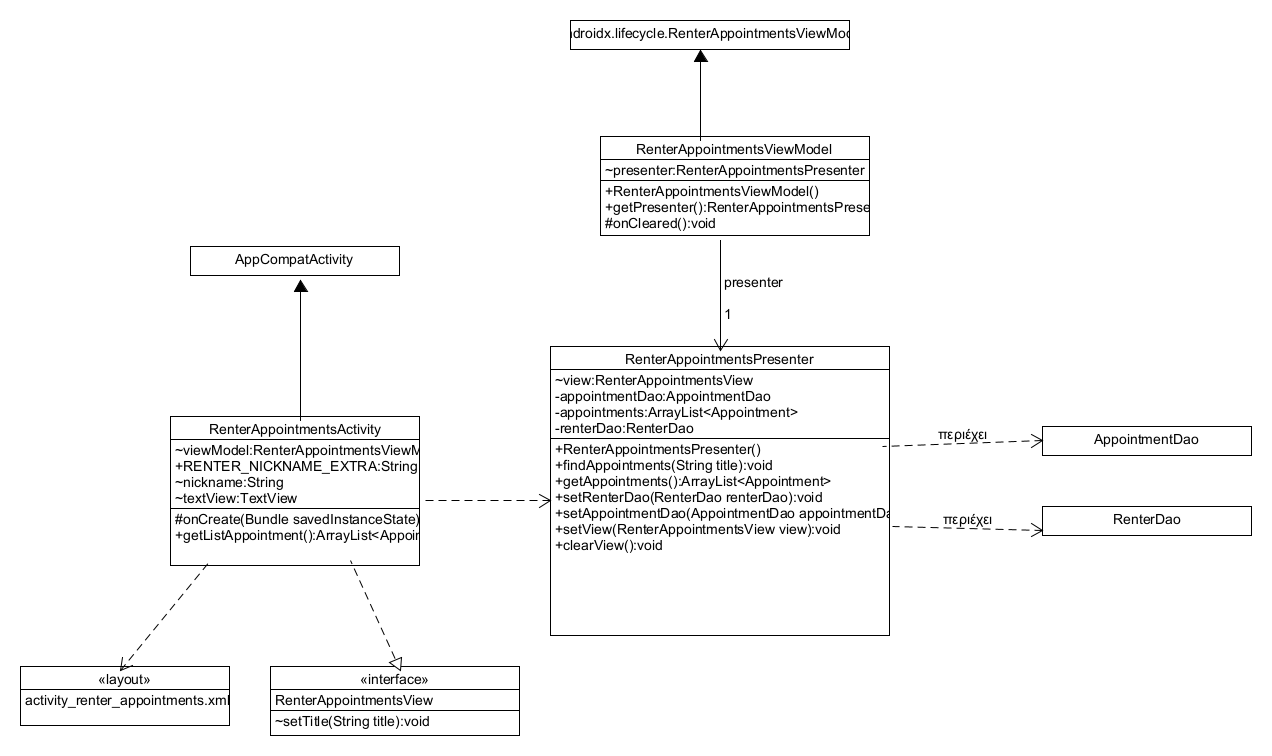 ndroidx.lifecycle.RenterAppointmentsViewMod
RenterAppointmentsViewModel
~presenter:RenterAppointmentsPresenter
+RenterAppointmentsViewModel()
+getPresenter():RenterAppointmentsPrese
#onCleared():void
AppCompatActivity
presenter
1
RenterAppointmentsPresenter
~view:RenterAppointmentsView
-appointmentDao:AppointmentDao
-appointments:ArrayList<Appointment>
-renterDao:RenterDao
+RenterAppointmentsPresenter()
+findAppointments(String title):void
+getAppointments():ArrayList<Appointment>
+setRenterDao(RenterDao renterDao):void
+setAppointmentDao(AppointmentDao appointmentDa
+setView(RenterAppointmentsView view):void
+clearView():void
RenterAppointmentsActivity
~viewModel:RenterAppointmentsViewM
+RENTER_NICKNAME_EXTRA:String
~nickname:String
~textView:TextView
#onCreate(Bundle savedInstanceState)
+getListAppointment():ArrayList<Appoin
περιέχει
AppointmentDao
περιέχει
RenterDao
«layout»
activity_renter_appointments.xml
«interface»
RenterAppointmentsView
~setTitle(String title):void